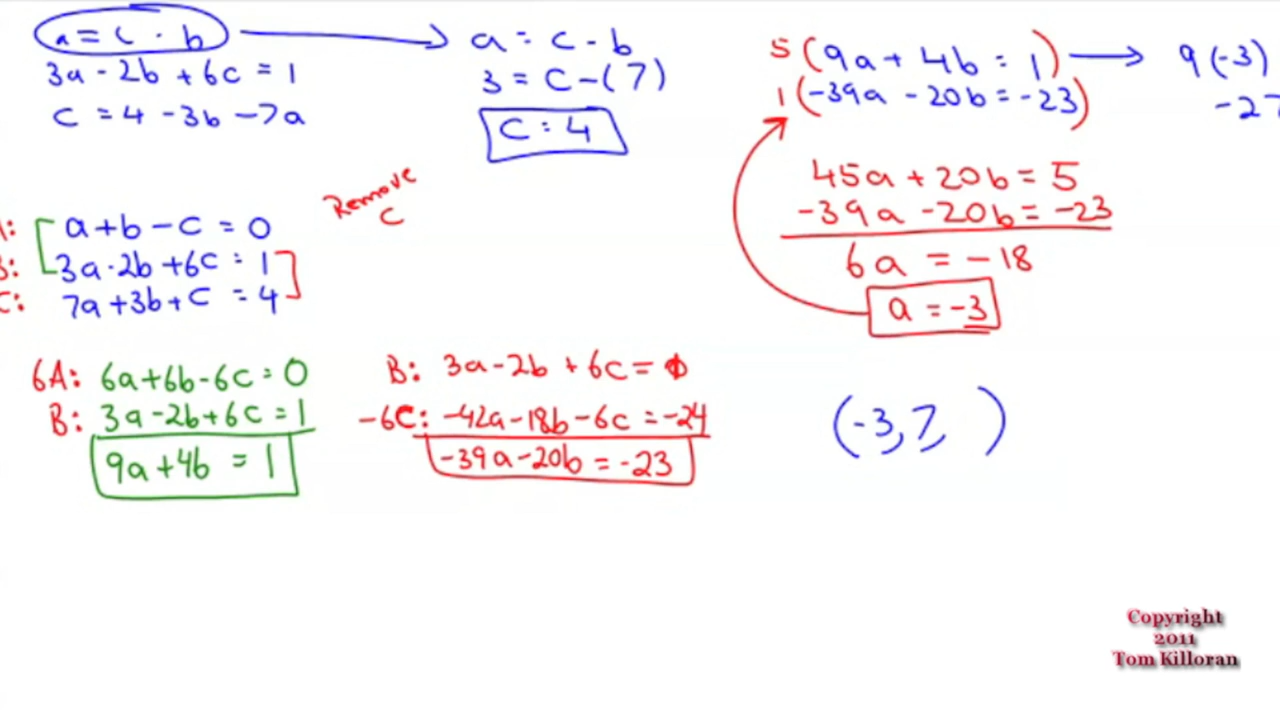 a = c - b
3a - 2b + 6c = 1
c = 4 - 3b - 7a
a = c - b
3 = c - (7)
c = 4
5 (9a + 4b = 1)
1 (-39a - 20b = -23)
9 (-3)
-27
45a + 20b = 5
-39a - 20b = -23
6a = -18
a = -3
Remove
C
a + b - c = 0
3a - 2b + 6c = 1
C: 7a + 3b + c = 4
6A: 6a + 6b - 6c = 0
B: 3a - 2b + 6c = 1
9a + 4b = 1
B: 3a - 2b + 6c =
-6C: -42a - 18b - 6c = -24
-39a - 20b = -23
(-3, 7, )
Copyright
2011
Tom Killoran